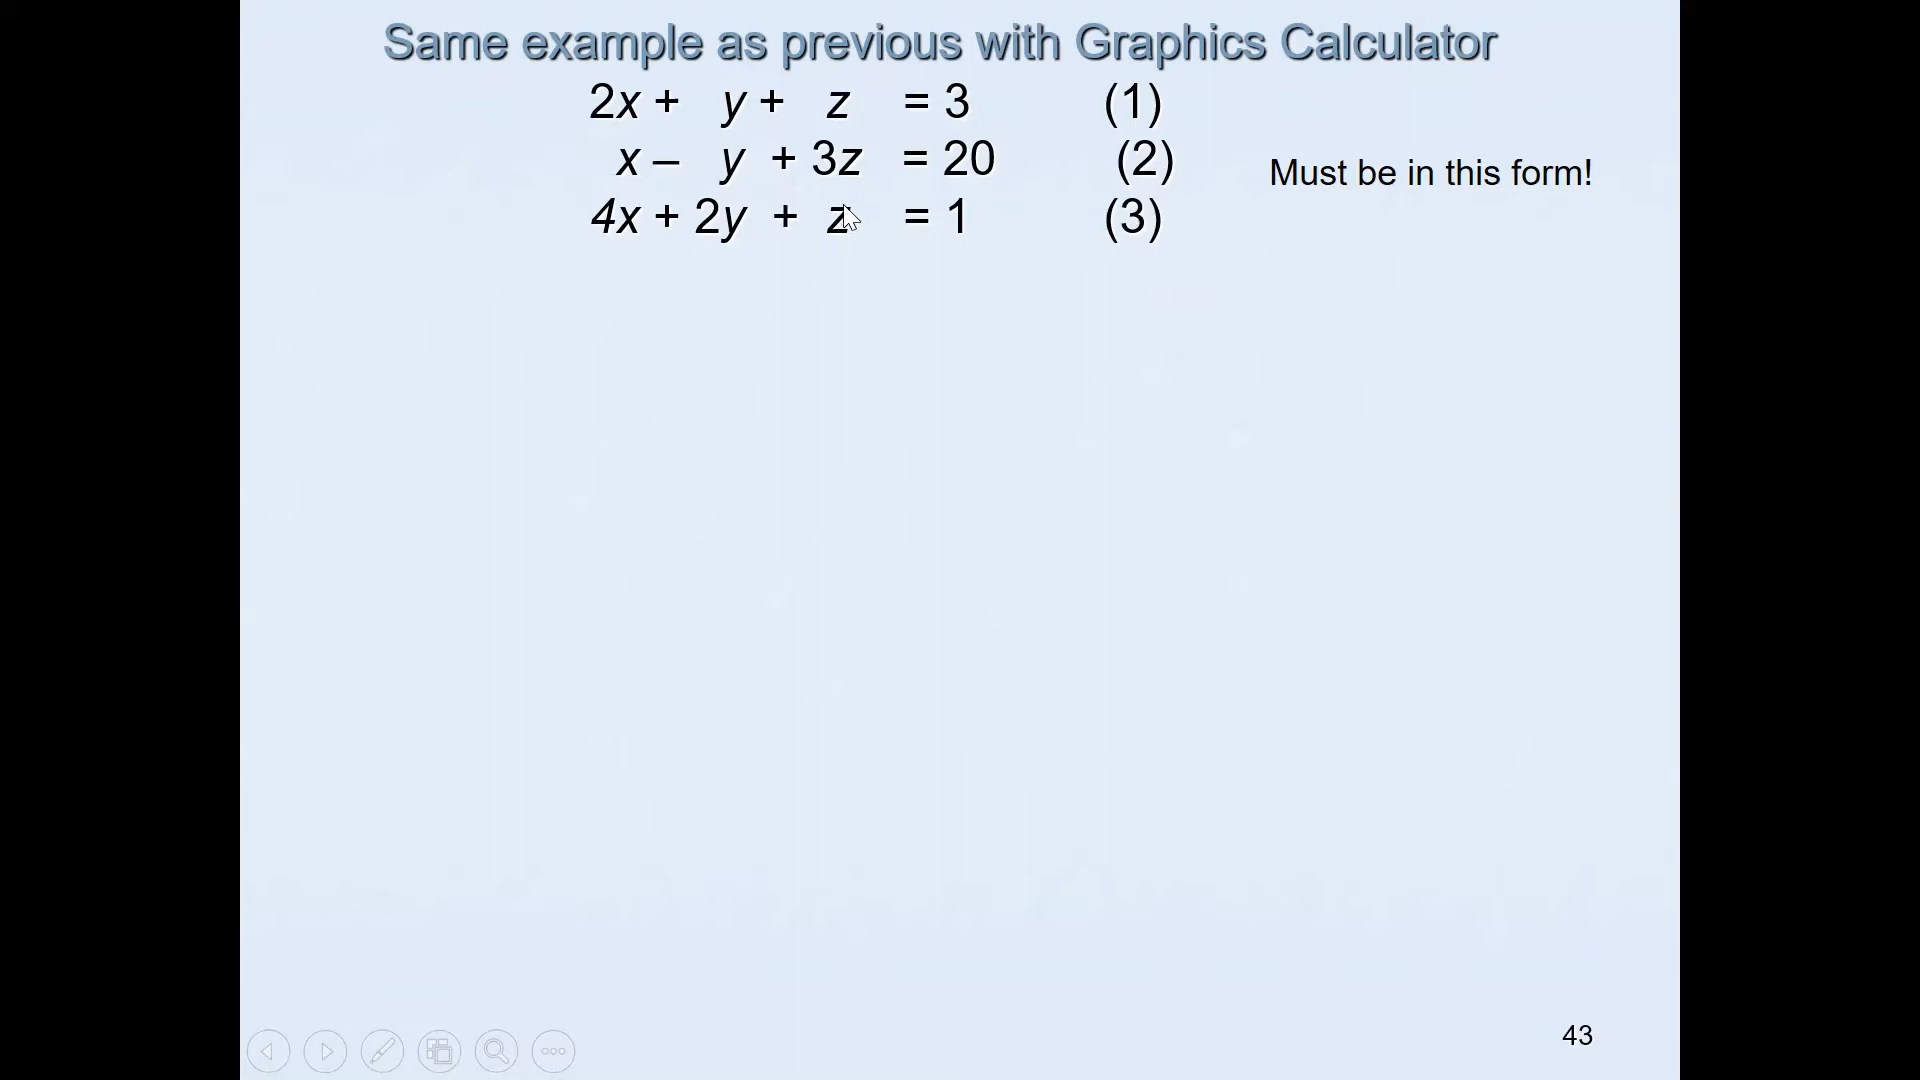 Same example as previous with Graphics Calculator
2x + y + z = 3 (1)
x – y + 3z = 20 (2)
Must be in this form!
4x + 2y + z = 1 (3)
43